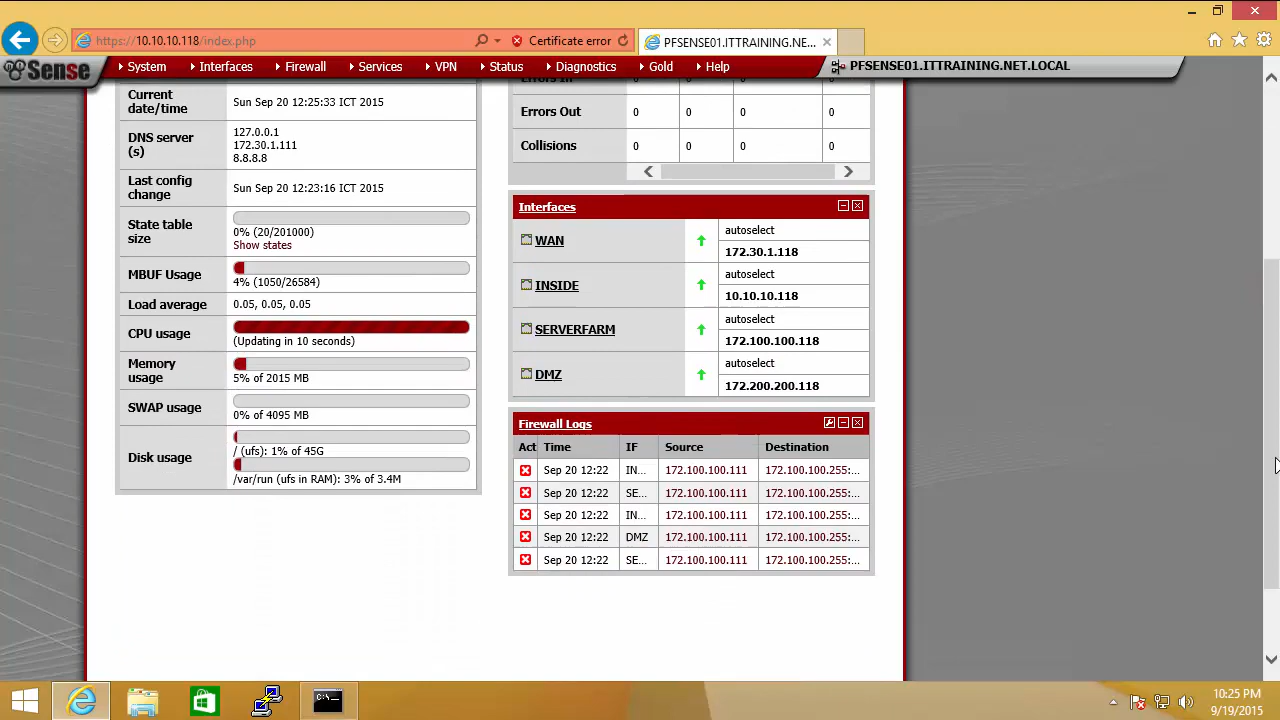 https://10.10.10.118/index.php
Certificate error
PFSENSE01.ITTRAINING.NE...
Sense
System
Interfaces
Firewall
Services
VPN
Status
Diagnostics
Gold
Help
PFSENSE01.ITTRAINING.NET.LOCAL
Current
date/time
Sun Sep 20 12:25:33 ICT 2015
DNS server
(s)
127.0.0.1
172.30.1.111
8.8.8.8
Last config
change
Sun Sep 20 12:23:16 ICT 2015
State table
size
0% (20/201000)
Show states
MBUF Usage
4% (1050/26584)
Load average
0.05, 0.05, 0.05
CPU usage
(Updating in 10 seconds)
Memory
usage
5% of 2015 MB
SWAP usage
0% of 4095 MB
Disk usage
/ (ufs): 1% of 45G
/var/run (ufs in RAM): 3% of 3.4M
Errors In
Errors Out
0 0 0 0
Collisions
0 0 0 0
Interfaces
WAN
autoselect
172.30.1.118
INSIDE
autoselect
10.10.10.118
SERVERFARM
autoselect
172.100.100.118
DMZ
autoselect
172.200.200.118
Firewall Logs
Act Time IF Source Destination
Sep 20 12:22 IN... 172.100.100.111 172.100.100.255:...
Sep 20 12:22 SE... 172.100.100.111 172.100.100.255:...
Sep 20 12:22 IN... 172.100.100.111 172.100.100.255:...
Sep 20 12:22 DMZ 172.100.100.111 172.100.100.255:...
Sep 20 12:22 SE... 172.100.100.111 172.100.100.255:...
C:\
10:25 PM
9/19/2015